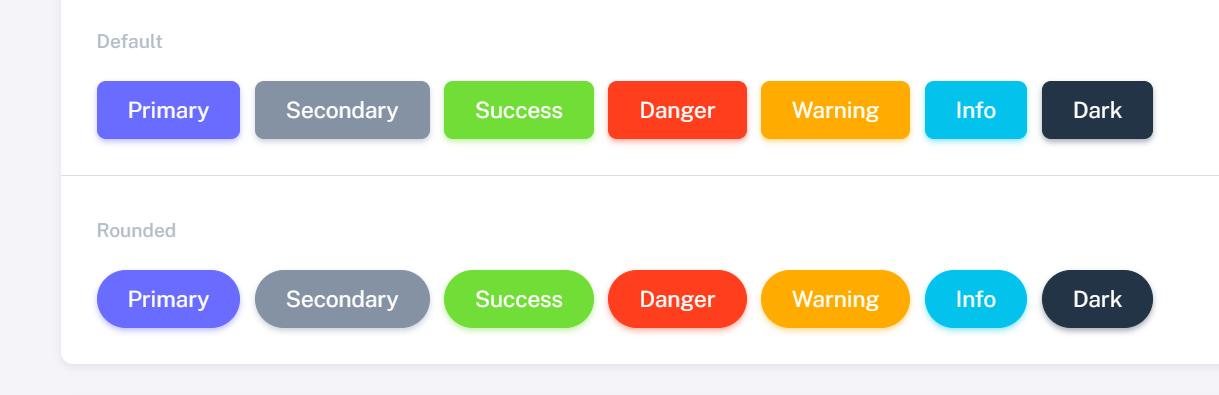 Default
Primary Secondary Success Danger Warning Info Dark
Rounded
Primary Secondary Success Danger Warning Info Dark